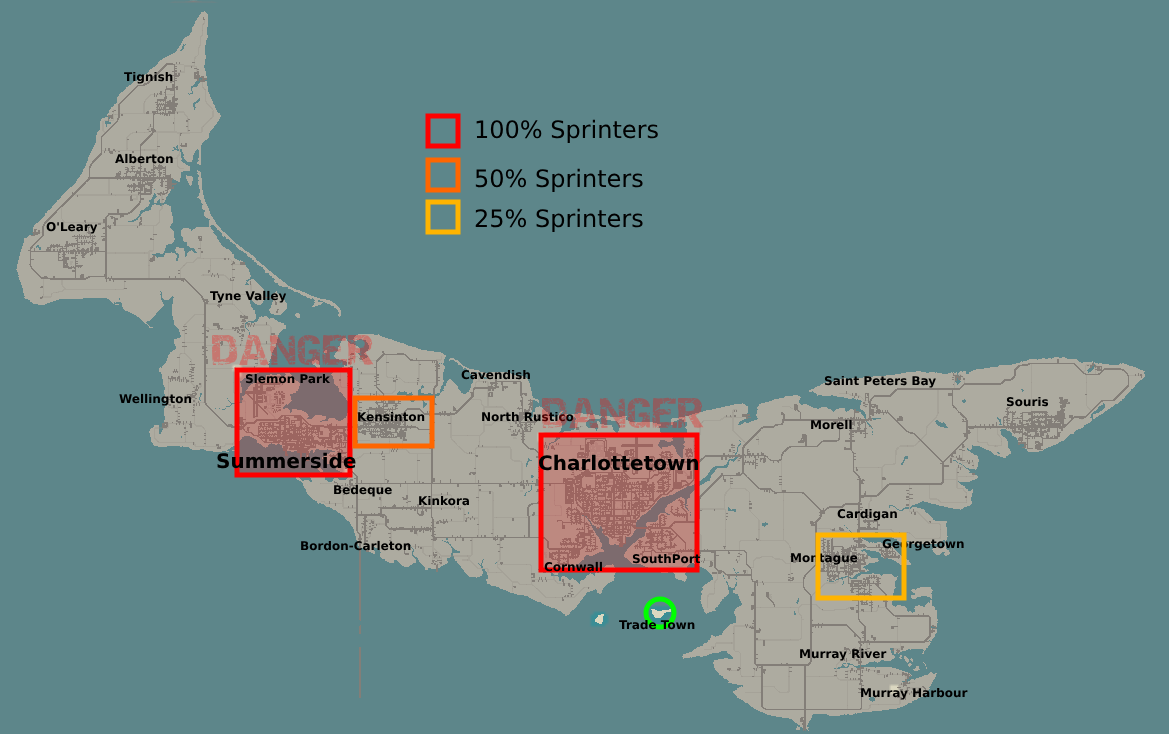 Tignish
100% Sprinters
Alberton
50% Sprinters
25% Sprinters
O'Leary
Tyne Valley
DANGER
Slemon Park
Cavendish
Saint Peters Bay
Wellington
Souris
DANGER
Kensinton
North Rustico
Morell
Summerside
Charlottetown
Bedeque
Kinkora
Cardigan
Bordon-Carleton
Georgetown
Montague
SouthPort
Cornwall
Trade Town
Murray River
Murray Harbour